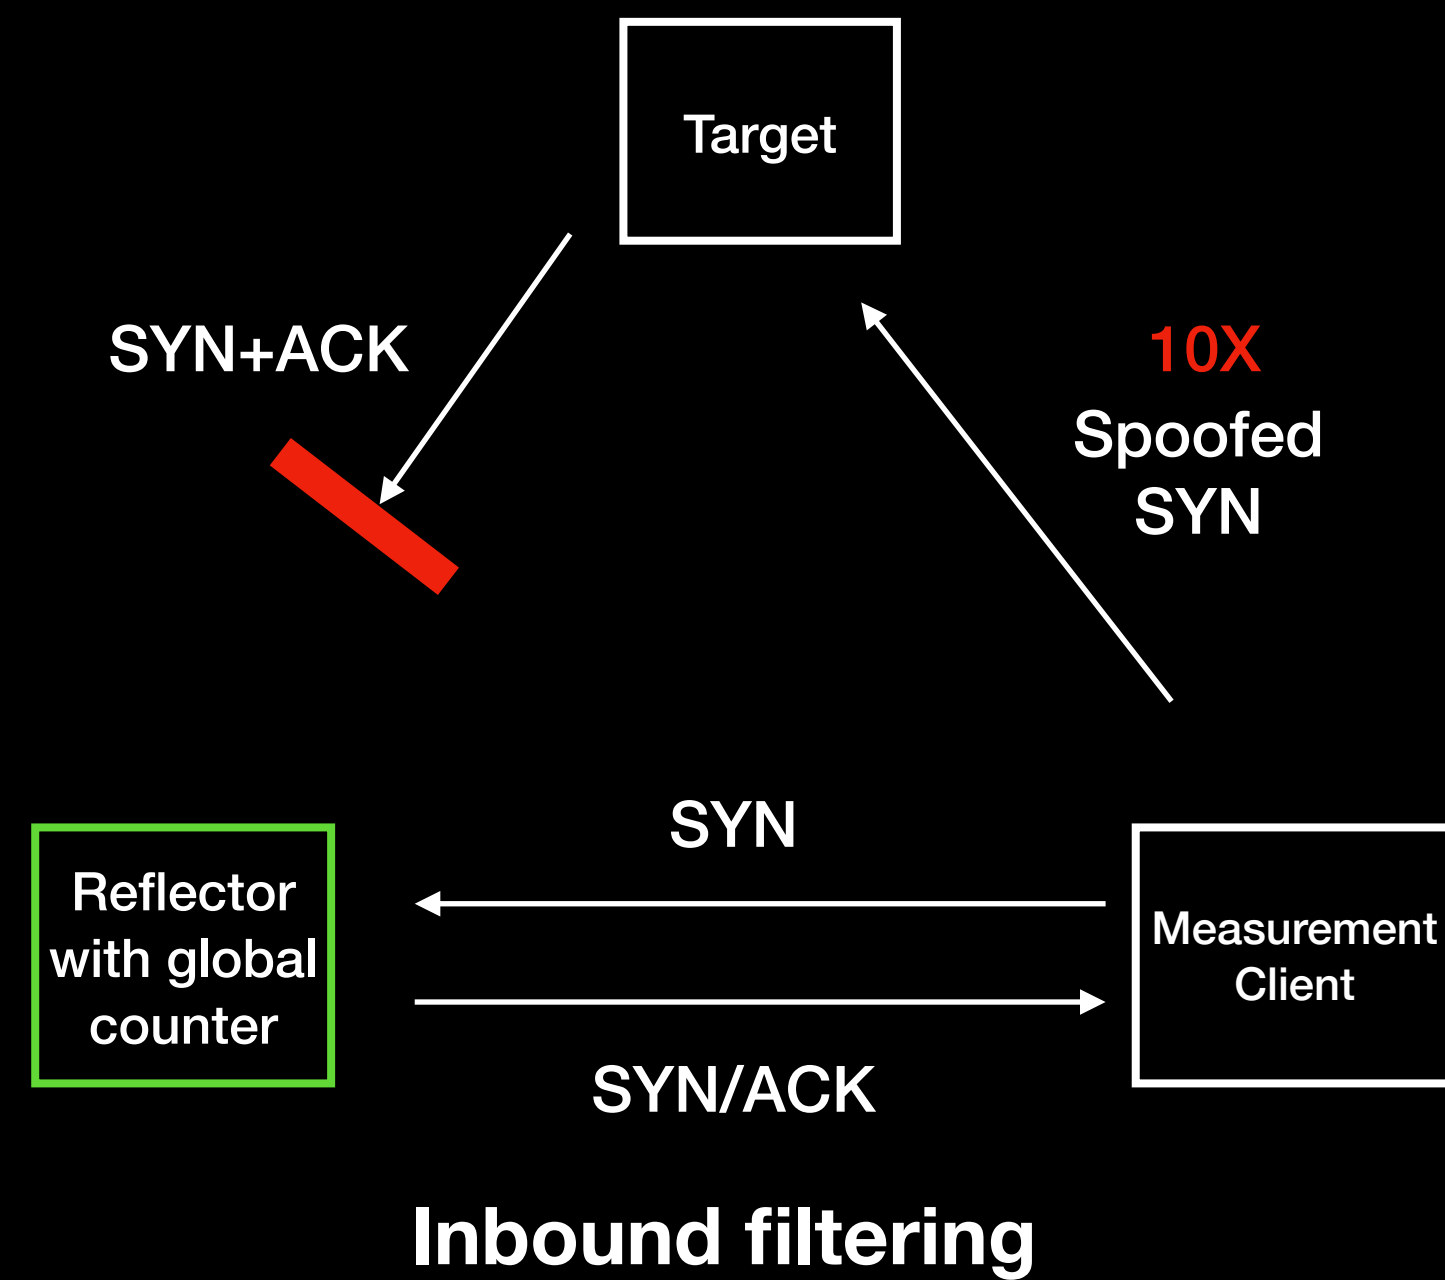 Target
SYN+ACK
10X
Spoofed
SYN
SYN
Reflector
with global
counter
Measurement
Client
SYN/ACK
Inbound filtering